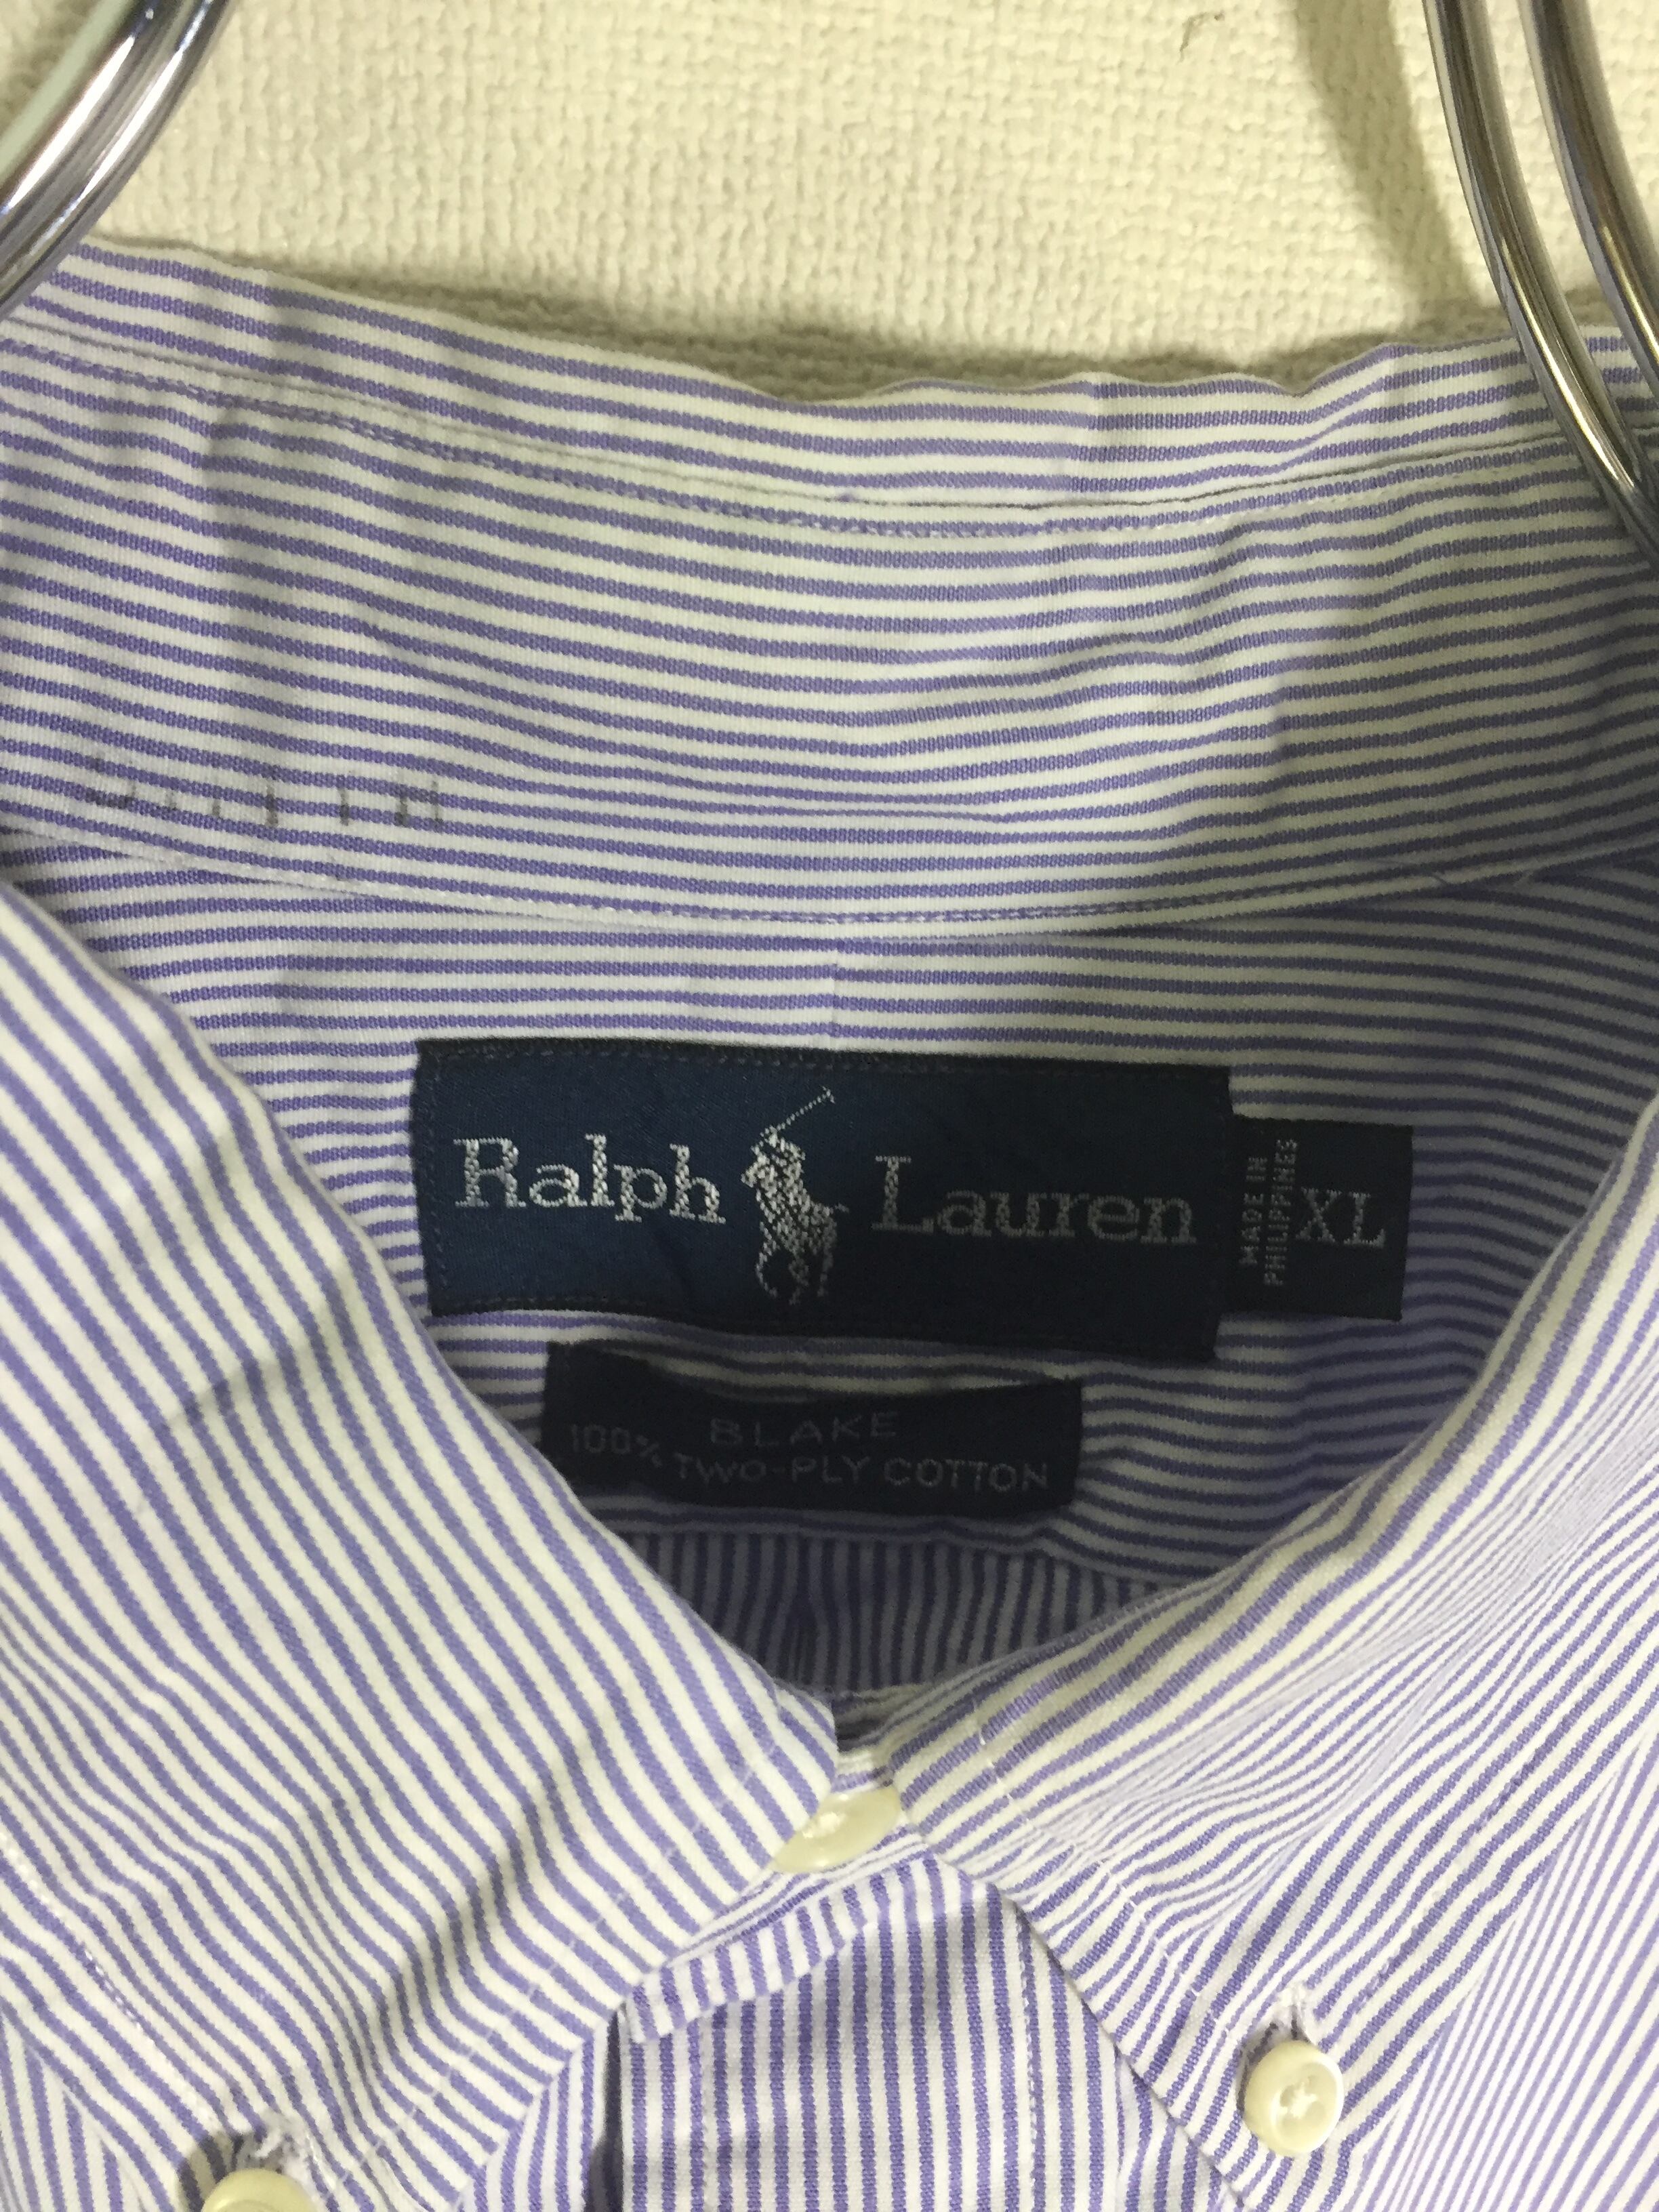 Ralph Lauren
MADE IN
PHILIPPINES
XL
BLAKE
100% TWO-PLY COTTON